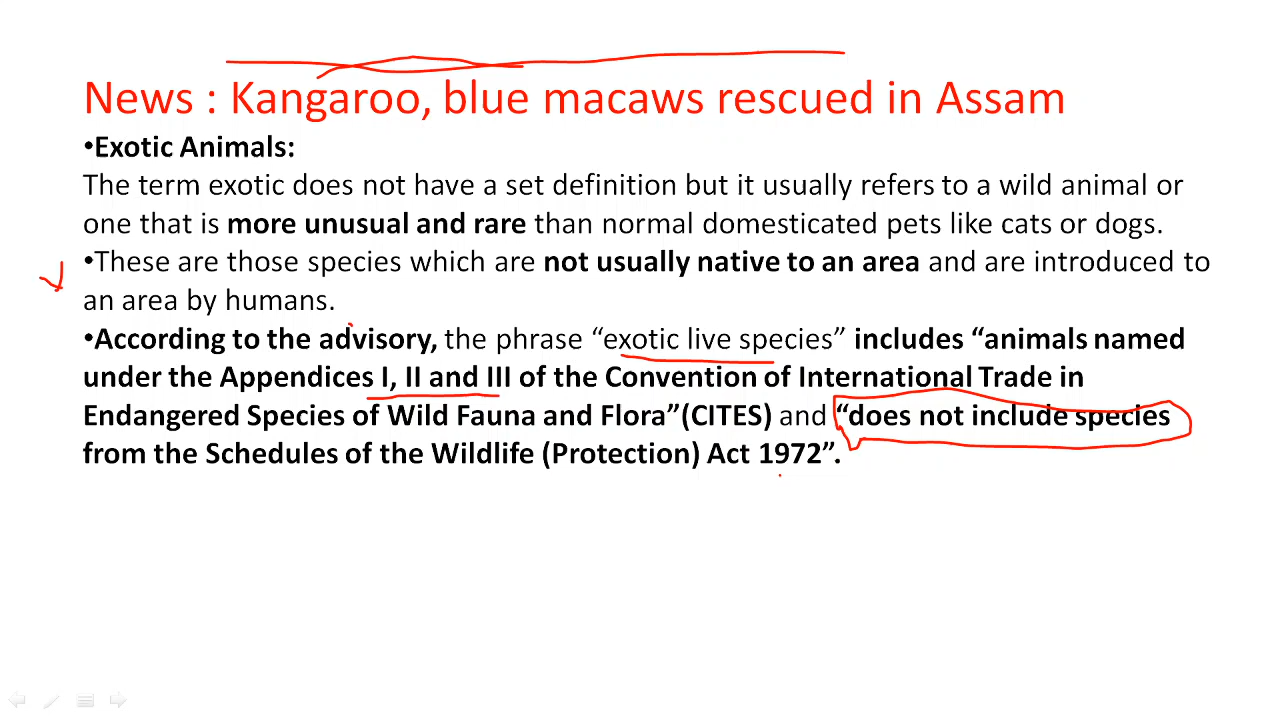 News : Kangaroo, blue macaws rescued in Assam
•Exotic Animals:
The term exotic does not have a set definition but it usually refers to a wild animal or
one that is more unusual and rare than normal domesticated pets like cats or dogs.
•These are those species which are not usually native to an area and are introduced to
an area by humans.
•According to the advisory, the phrase “exotic live species” includes “animals named
under the Appendices I, II and III of the Convention of International Trade in
Endangered Species of Wild Fauna and Flora”(CITES) and “does not include species
from the Schedules of the Wildlife (Protection) Act 1972”.